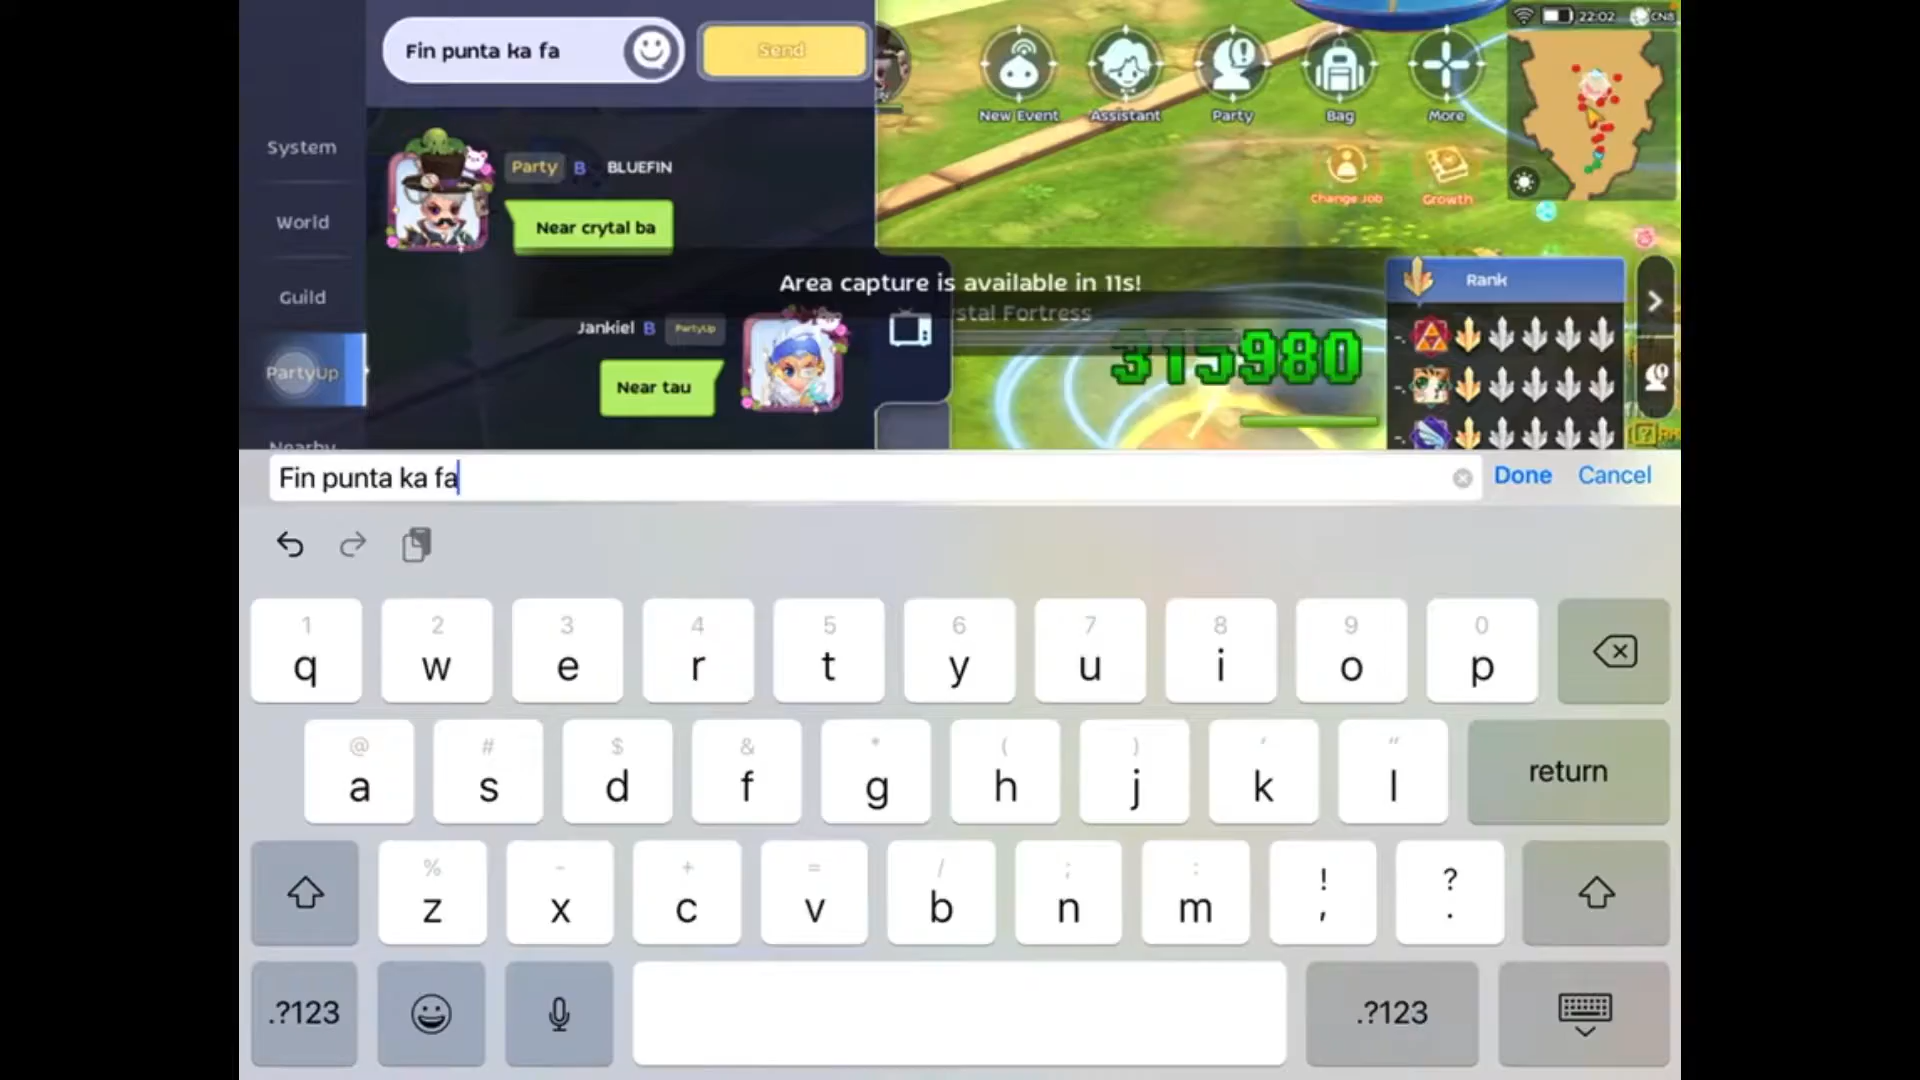 Fin punta ka fa
Send
22:02
CN8
New Event
Assistant
Party
Bag
More
System
World
Guild
PartyUp
Nearby
Party B BLUEFIN
Near crytal ba
Change Job
Growth
Area capture is available in 11s!
stal Fortress
Rank
Jankiel B PartyUp
Near tau
315980
Fin punta ka fa
Done
Cancel
1 2 3 4 5 6 7 8 9 0
q w e r t y u i o p
@ # $ & * ( ) ' "
a s d f g h j k l
return
% - + = / ; : ! ?
z x c v b n m , .
.?123
.?123